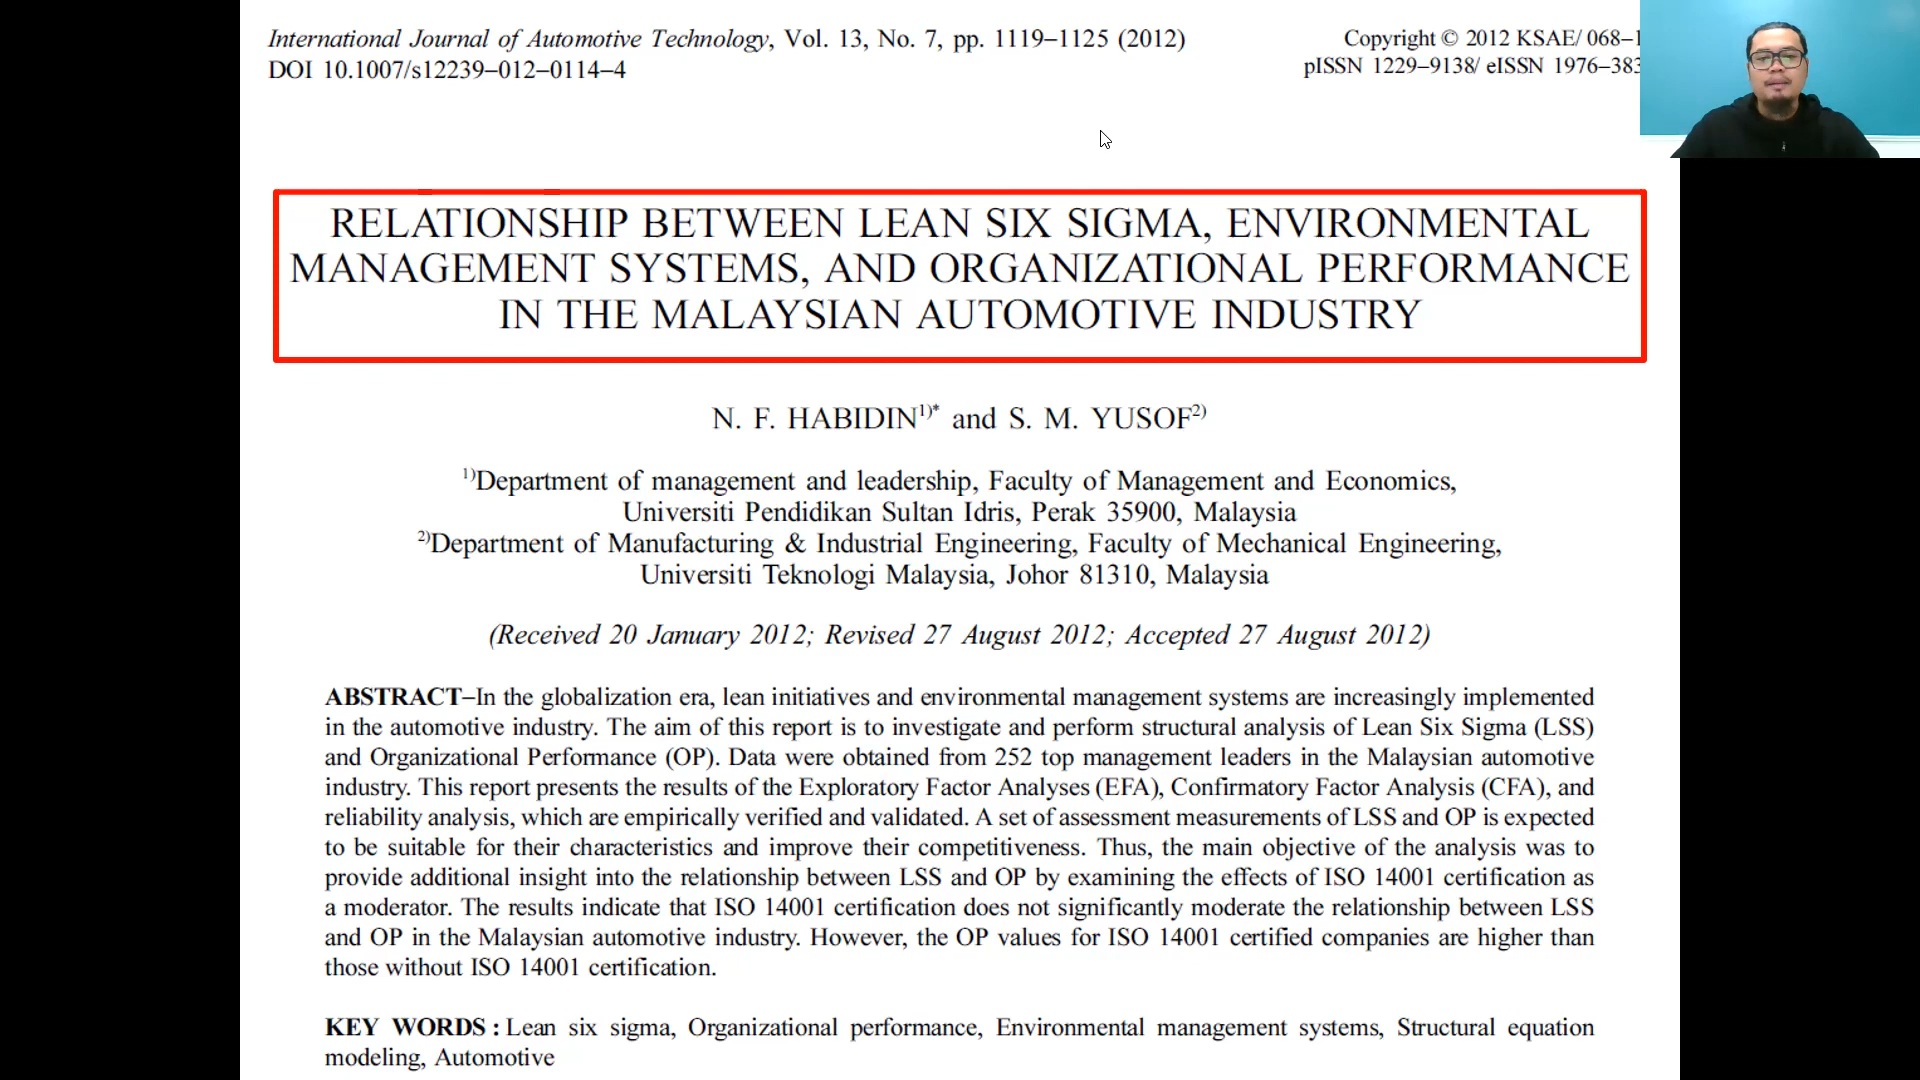 International Journal of Automotive Technology, Vol. 13, No. 7, pp. 1119–1125 (2012)
DOI 10.1007/s12239–012–0114–4
Copyright © 2012 KSAE/ 068–1
pISSN 1229–9138/ eISSN 1976–383
RELATIONSHIP BETWEEN LEAN SIX SIGMA, ENVIRONMENTAL
MANAGEMENT SYSTEMS, AND ORGANIZATIONAL PERFORMANCE
IN THE MALAYSIAN AUTOMOTIVE INDUSTRY
N. F. HABIDIN1)* and S. M. YUSOF2)
1)Department of management and leadership, Faculty of Management and Economics,
Universiti Pendidikan Sultan Idris, Perak 35900, Malaysia
2)Department of Manufacturing & Industrial Engineering, Faculty of Mechanical Engineering,
Universiti Teknologi Malaysia, Johor 81310, Malaysia
(Received 20 January 2012; Revised 27 August 2012; Accepted 27 August 2012)
ABSTRACT–In the globalization era, lean initiatives and environmental management systems are increasingly implemented
in the automotive industry. The aim of this report is to investigate and perform structural analysis of Lean Six Sigma (LSS)
and Organizational Performance (OP). Data were obtained from 252 top management leaders in the Malaysian automotive
industry. This report presents the results of the Exploratory Factor Analyses (EFA), Confirmatory Factor Analysis (CFA), and
reliability analysis, which are empirically verified and validated. A set of assessment measurements of LSS and OP is expected
to be suitable for their characteristics and improve their competitiveness. Thus, the main objective of the analysis was to
provide additional insight into the relationship between LSS and OP by examining the effects of ISO 14001 certification as
a moderator. The results indicate that ISO 14001 certification does not significantly moderate the relationship between LSS
and OP in the Malaysian automotive industry. However, the OP values for ISO 14001 certified companies are higher than
those without ISO 14001 certification.
KEY WORDS : Lean six sigma, Organizational performance, Environmental management systems, Structural equation
modeling, Automotive